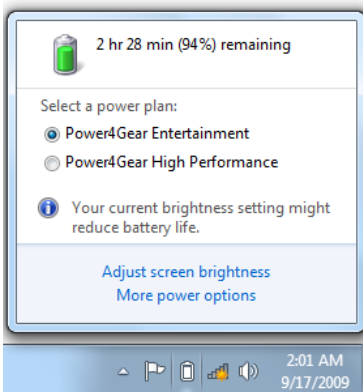 2 hr 28 min (94%) remaining
Select a power plan:
Power4Gear Entertainment
Power4Gear High Performance
Your current brightness setting might
reduce battery life.
Adjust screen brightness
More power options
2:01 AM
9/17/2009